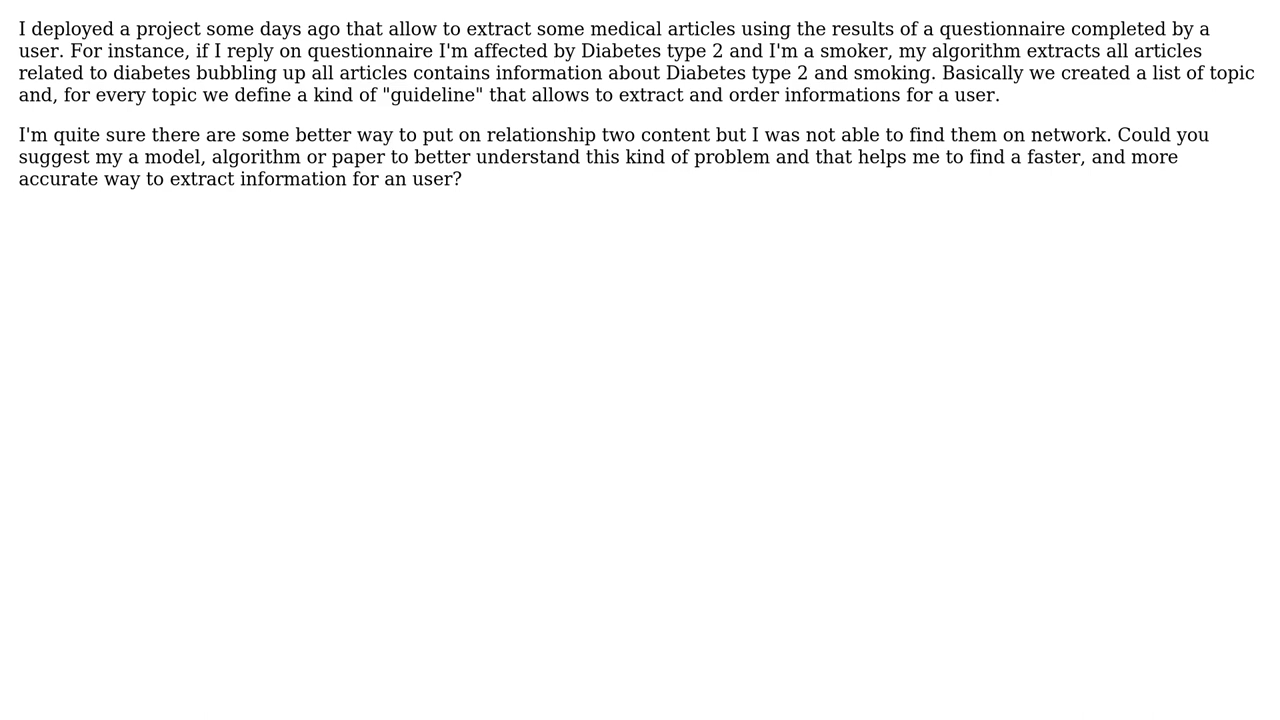 I deployed a project some days ago that allow to extract some medical articles using the results of a questionnaire completed by a
user. For instance, if I reply on questionnaire I'm affected by Diabetes type 2 and I'm a smoker, my algorithm extracts all articles
related to diabetes bubbling up all articles contains information about Diabetes type 2 and smoking. Basically we created a list of topic
and, for every topic we define a kind of "guideline" that allows to extract and order informations for a user.
I'm quite sure there are some better way to put on relationship two content but I was not able to find them on network. Could you
suggest my a model, algorithm or paper to better understand this kind of problem and that helps me to find a faster, and more
accurate way to extract information for an user?